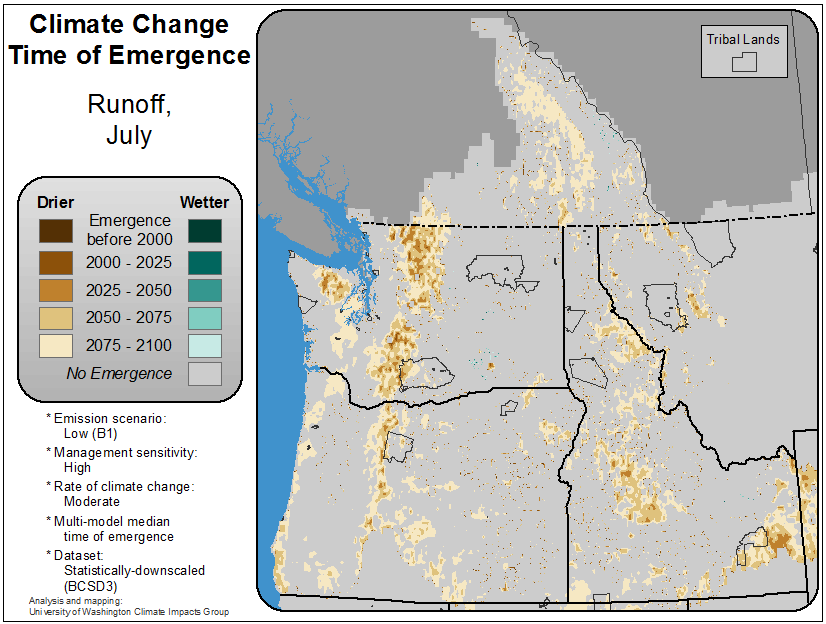 Climate Change
Time of Emergence
Runoff,
July
Tribal Lands
Drier
Wetter
Emergence
before 2000
2000 - 2025
2025 - 2050
2050 - 2075
2075 - 2100
No Emergence
* Emission scenario:
Low (B1)
* Management sensitivity:
High
* Rate of climate change:
Moderate
* Multi-model median
time of emergence
* Dataset:
Statistically-downscaled
(BCSD3)
Analysis and mapping:
University of Washington Climate Impacts Group